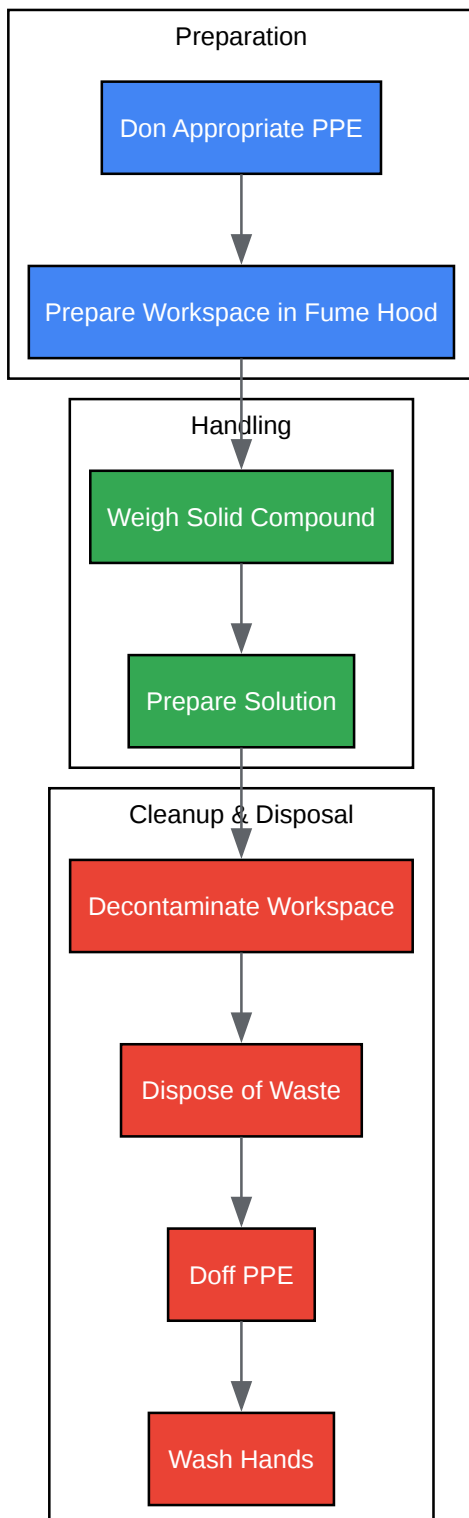 Preparation
Don Appropriate PPE
Prepare Workspace in Fume Hood
Handling
Weigh Solid Compound
Prepare Solution
Cleanup & Disposal
Decontaminate Workspace
Dispose of Waste
Doff PPE
Wash Hands